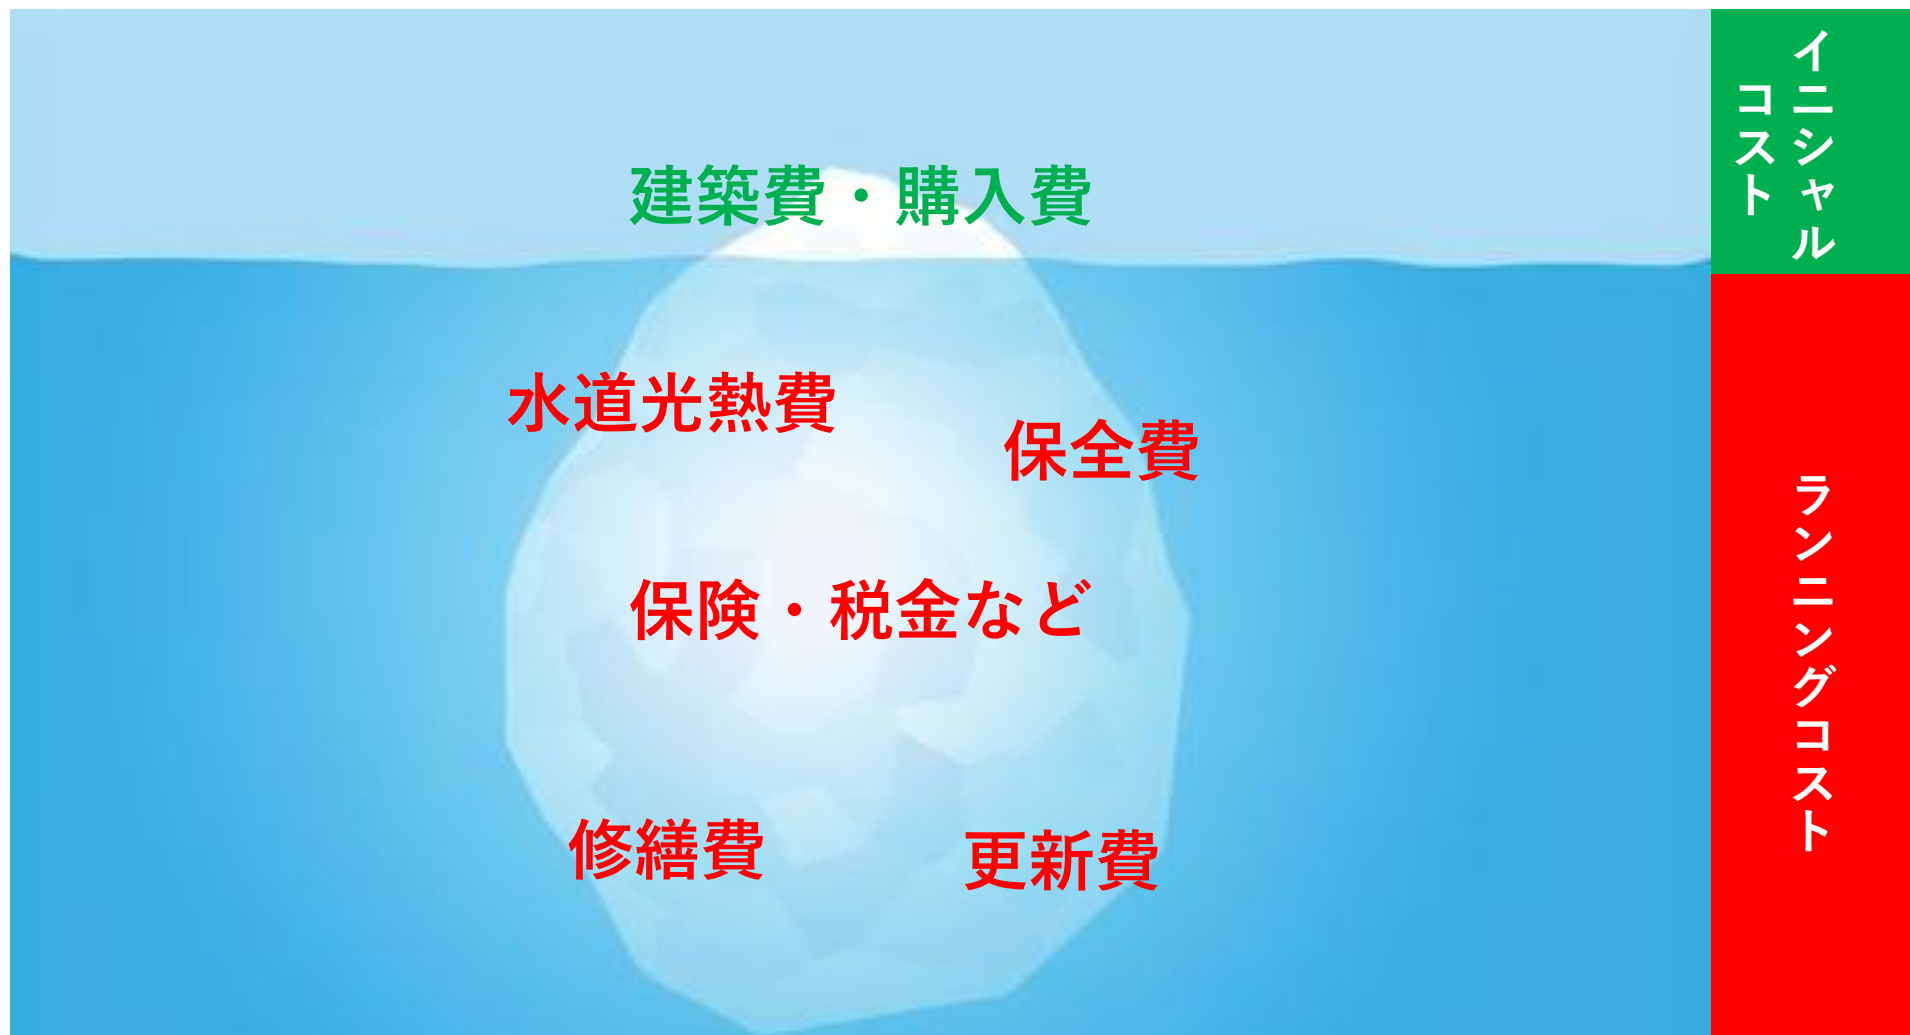 建築費・購入費
水道光熱費
保全費
保険・税金など
修繕費
更新費
イニシャル
コスト
ランニングコスト